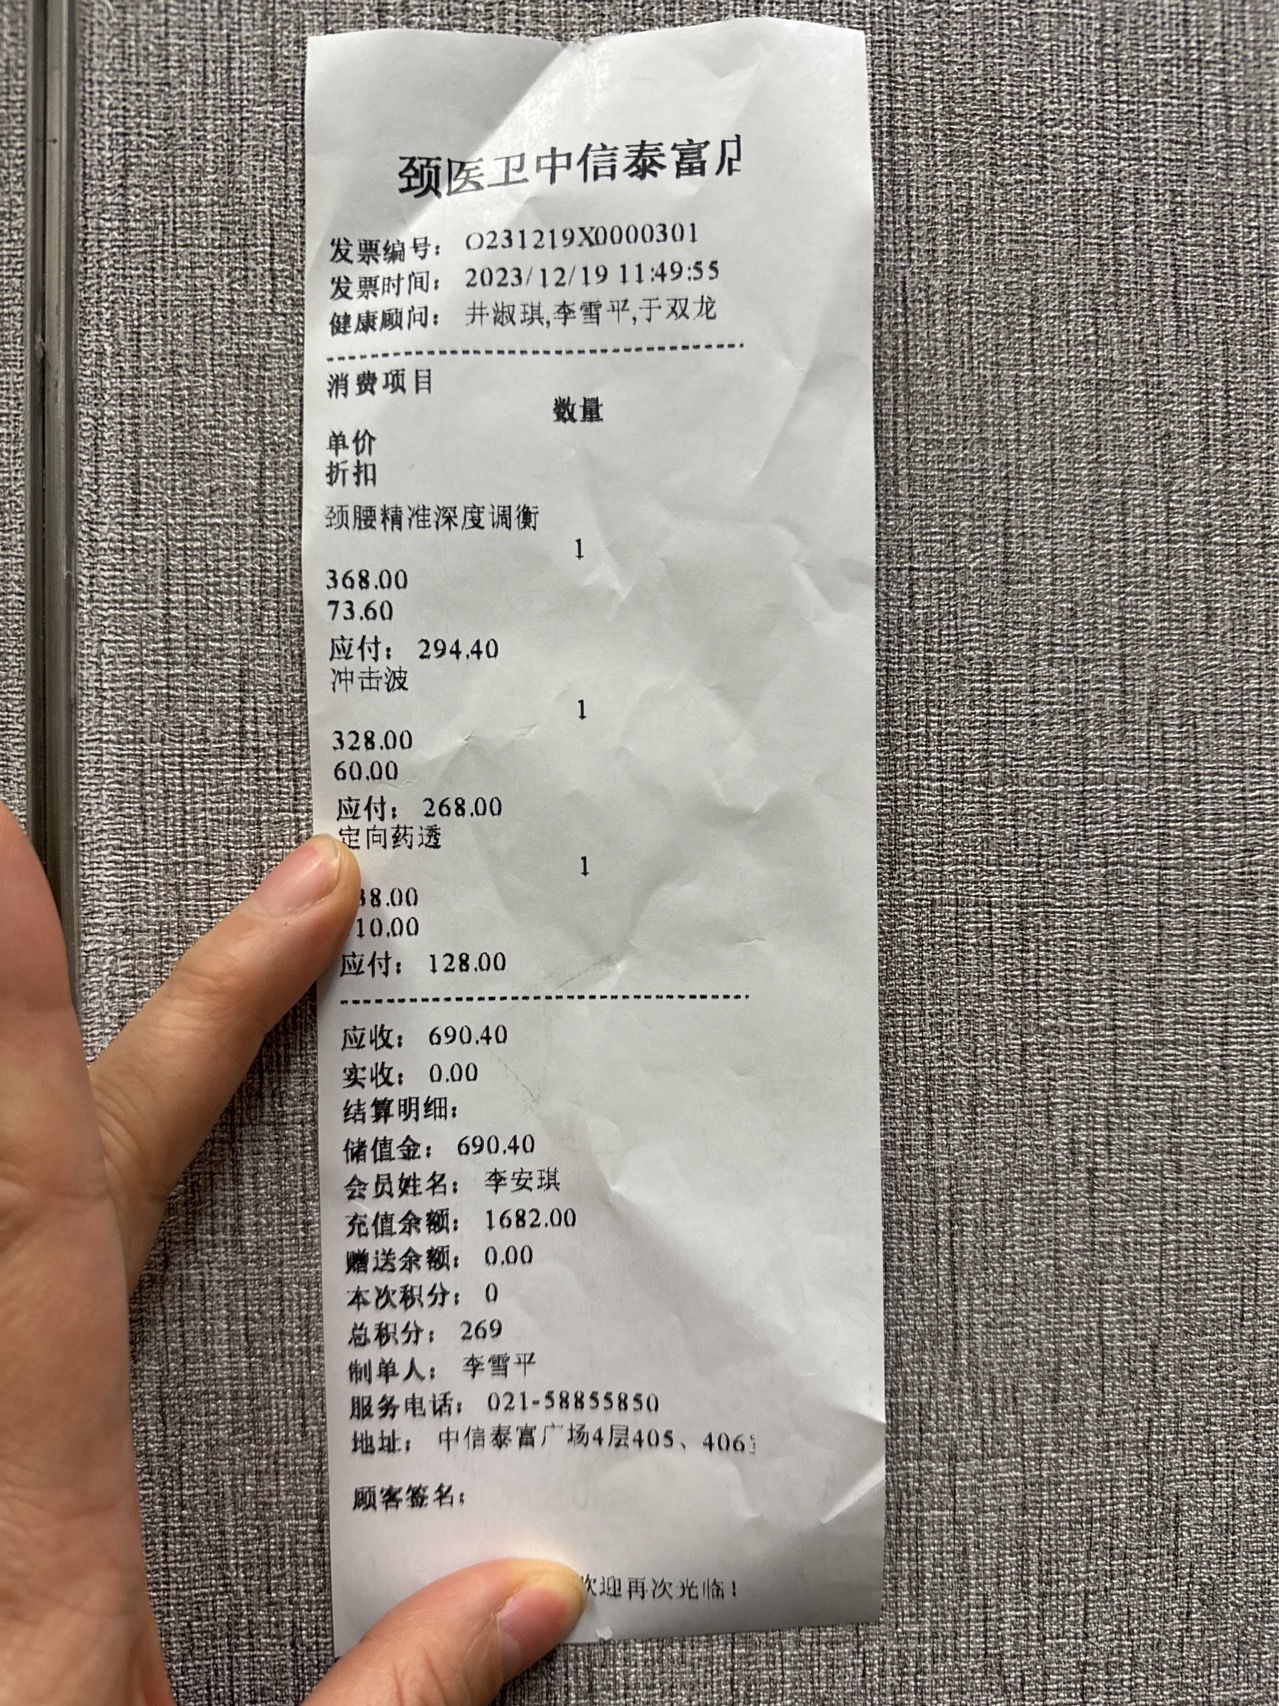 颈医卫中信泰富店
发票编号： O231219X0000301
发票时间： 2023/12/19 11:49:55
健康顾问： 井淑琪,李雪平,于双龙
消费项目
数量
单价
折扣
颈腰精准深度调衡
1
368.00
73.60
应付： 294.40
冲击波
1
328.00
60.00
应付： 268.00
定向药透
1
38.00
10.00
应付： 128.00
应收： 690.40
实收： 0.00
结算明细：
储值金： 690.40
会员姓名： 李安琪
充值余额： 1682.00
赠送余额： 0.00
本次积分： 0
总积分： 269
制单人： 李雪平
服务电话： 021-58855850
地址： 中信泰富广场4层405、406
顾客签名：
欢迎再次光临！